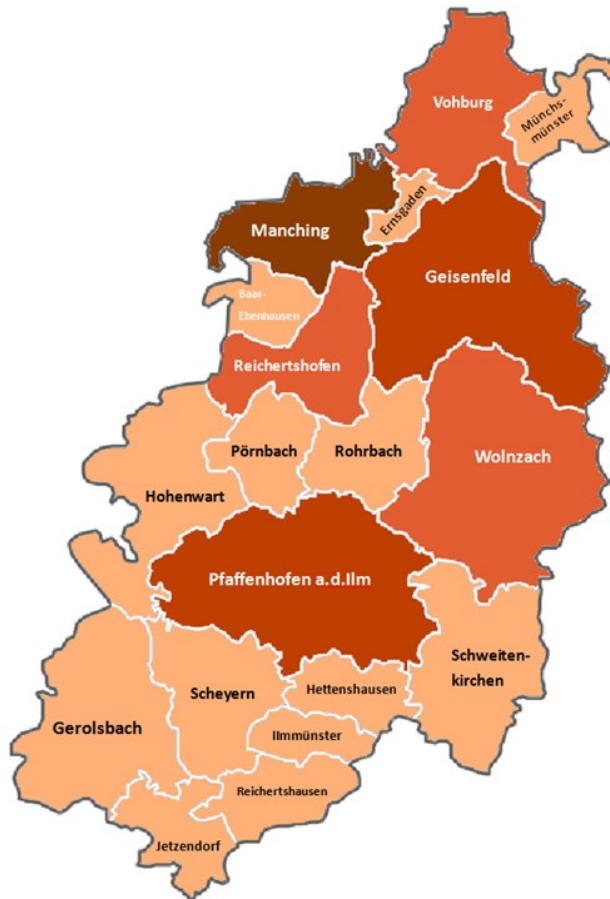 Vohburg
Münchs-
münster
Ernsgaden
Manching
Geisenfeld
Baar-
Ebenhausen
Reichertshofen
Pörnbach
Rohrbach
Wolnzach
Hohenwart
Pfaffenhofen a.d.Ilm
Schweiten-
kirchen
Scheyern
Hettenshausen
Gerolsbach
Ilmmünster
Reichertshausen
Jetzendorf